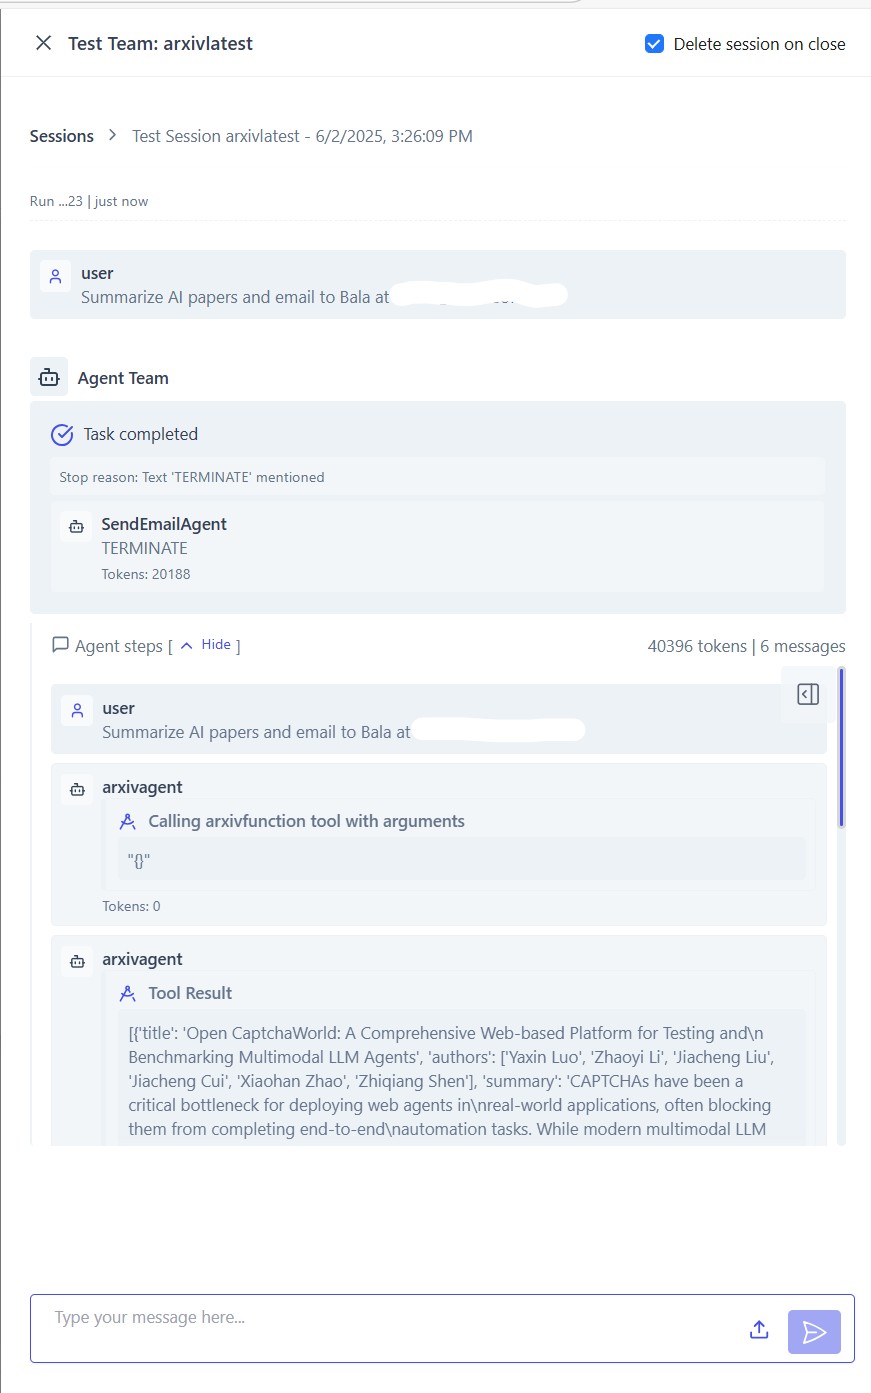 Test Team: arxivlatest
Delete session on close
Sessions > Test Session arxivlatest - 6/2/2025, 3:26:09 PM
Run ...23 | just now
user
Summarize AI papers and email to Bala at
Agent Team
Task completed
Stop reason: Text 'TERMINATE' mentioned
SendEmailAgent
TERMINATE
Tokens: 20188
Agent steps [ Hide ]
40396 tokens | 6 messages
user
Summarize AI papers and email to Bala at
arxivagent
Calling arxivfunction tool with arguments
"{}"
Tokens: 0
arxivagent
Tool Result
[{'title': 'Open CaptchaWorld: A Comprehensive Web-based Platform for Testing and\n
Benchmarking Multimodal LLM Agents', 'authors': ['Yaxin Luo', 'Zhaoyi Li', 'Jiacheng Liu',
'Jiacheng Cui', 'Xiaohan Zhao', 'Zhiqiang Shen'], 'summary': 'CAPTCHAs have been a
critical bottleneck for deploying web agents in\nreal-world applications, often blocking
them from completing end-to-end\nautomation tasks. While modern multimodal LLM
Type your message here...